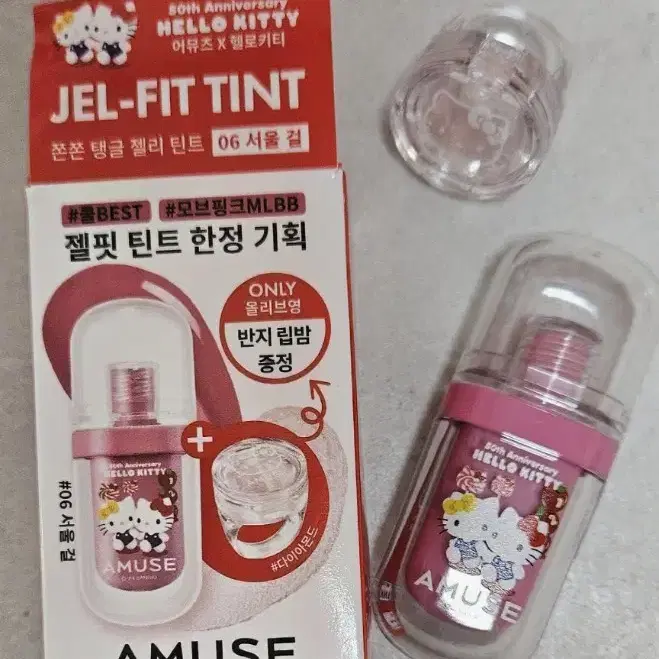 50th Anniversary
HELLO KITTY
어뮤즈 X 헬로키티
JEL-FIT TINT
쫀쫀 탱글 젤리 틴트 06 서울 걸
#쿨BEST #모브핑크MLBB
젤핏 틴트 한정 기획
ONLY
올리브영
반지 립밤
증정
+
50th Anniversary
HELLO KITTY
AMUSE
#06 서울 걸
#다이아몬드
AMUSE
50th Anniversary
HELLO KITTY
AMUSE